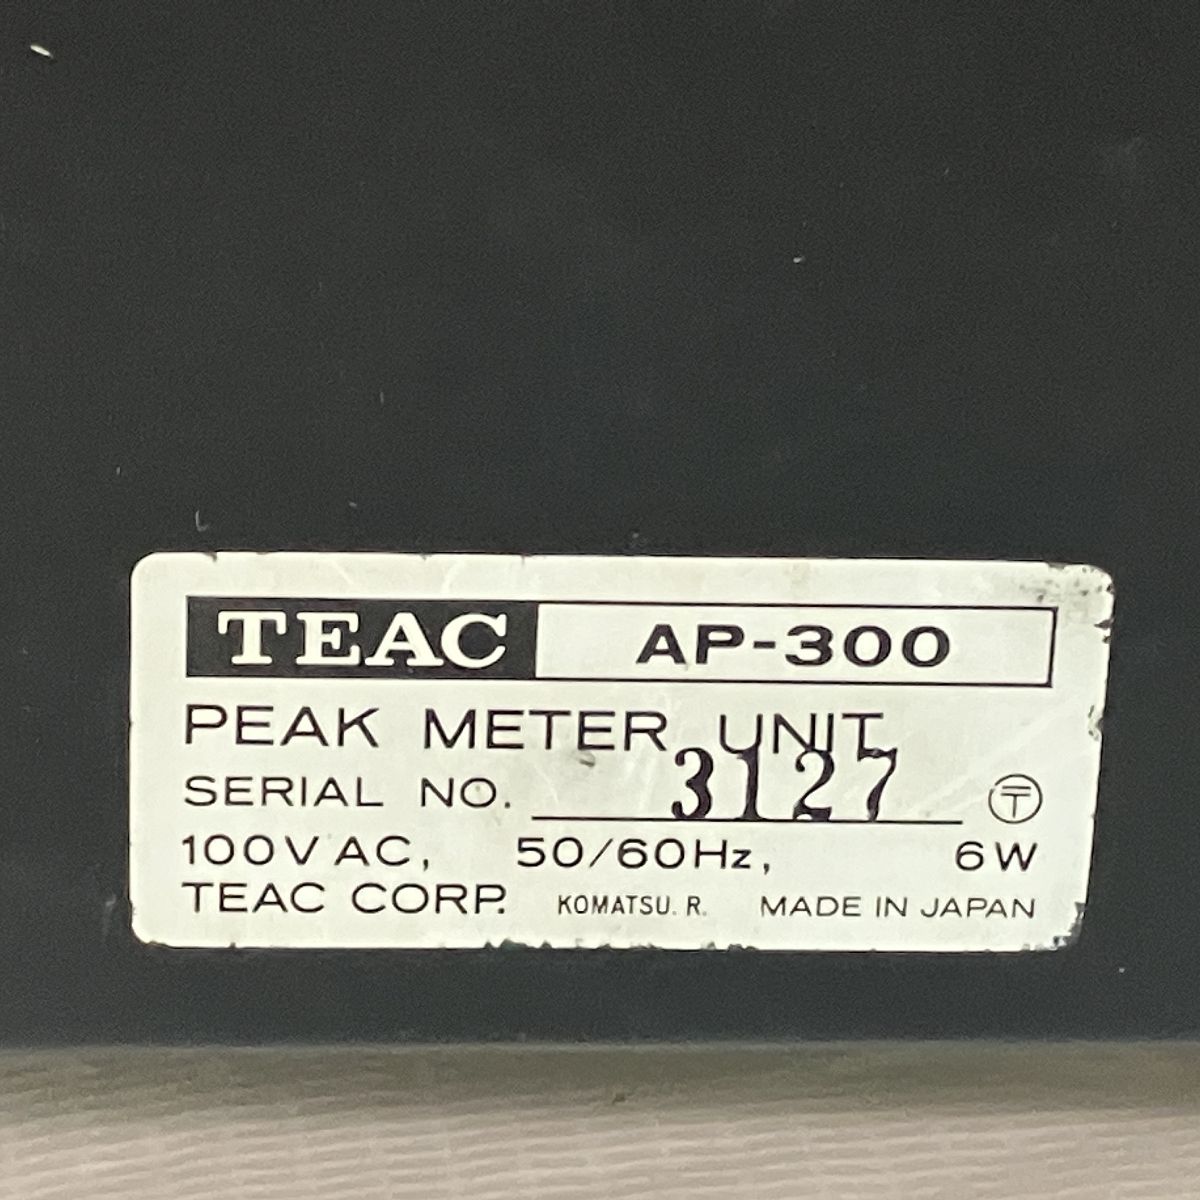 TEAC AP-300
PEAK METER UNIT
SERIAL NO. 3127 〒
100V AC, 50/60Hz, 6W
TEAC CORP. KOMATSU. R. MADE IN JAPAN